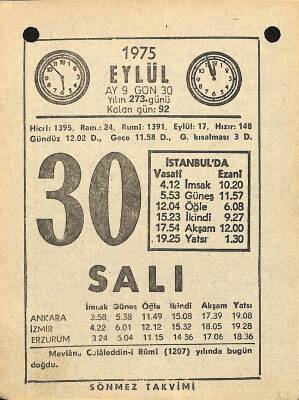 1975
EYLÜL
AY 9 GÜN 30
Yılın 273.günü
Kalan gün: 92
Hicrî: 1395, Ram.: 24, Rumî: 1391, Eylül: 17, Hızır: 148
Gündüz 12.02 D., Gece 11.58 D., G. kısalması 3 D.
30
İSTANBUL'DA
Vasatî Ezanî
4.12 İmsak 10.20
5.53 Güneş 11.57
12.04 Öğle 6.08
15.23 İkindi 9.27
17.54 Akşam 12.00
19.25 Yatsı 1.30
SALI
İmsak Güneş Öğle İkindi Akşam Yatsı
ANKARA 3.58 5.38 11.49 15.08 17.39 19.08
İZMİR 4.22 6.01 12.12 15.32 18.05 19.28
ERZURUM 3.24 5.04 11.15 14.36 17.06 18.36
Mevlâna Celâleddin-i Rûmî (1207) yılında bugün
doğdu.
SÖNMEZ TAKVİMİ